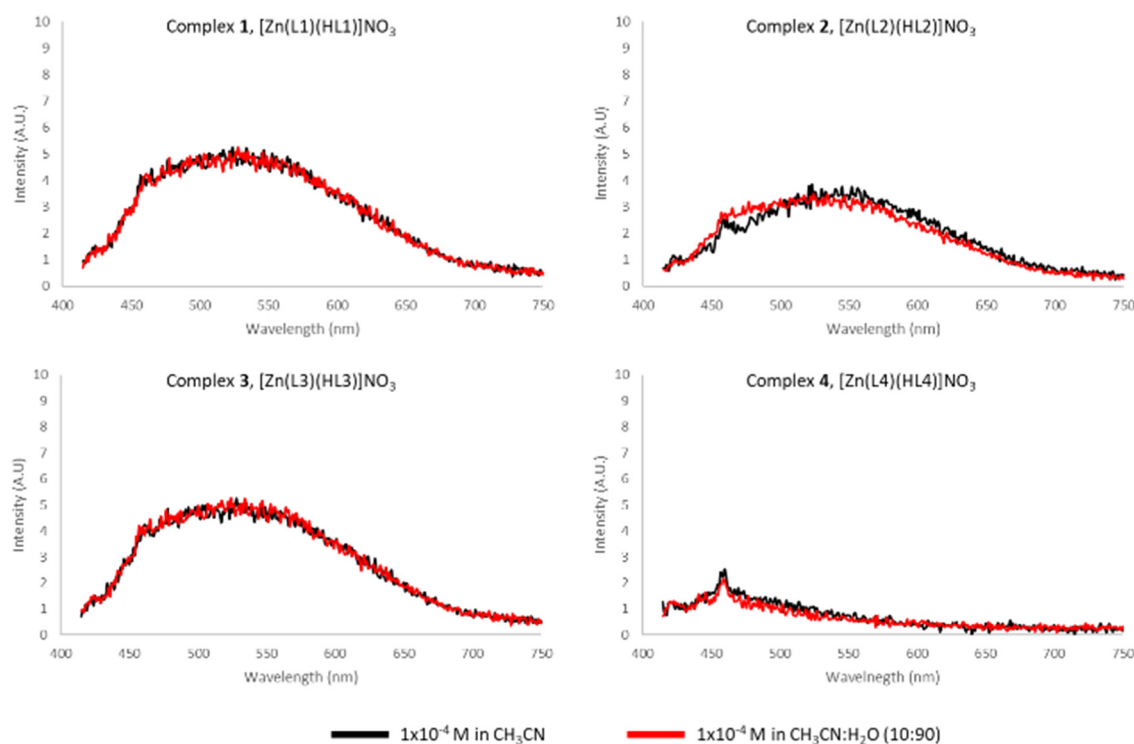 Complex 1, [Zn(L1)(HL1)]NO₃
10
9
8
7
6
5
4
3
2
1
0
Intensity (A.U.)
400 450 500 550 600 650 700 750
Wavelength (nm)
Complex 2, [Zn(L2)(HL2)]NO₃
10
9
8
7
6
5
4
3
2
1
0
Intensity (A.U)
400 450 500 550 600 650 700 750
Wavelength (nm)
Complex 3, [Zn(L3)(HL3)]NO₃
10
9
8
7
6
5
4
3
2
1
0
Intensity (A.U)
400 450 500 550 600 650 700 750
Wavelength (nm)
Complex 4, [Zn(L4)(HL4)]NO₃
10
9
8
7
6
5
4
3
2
1
0
Intensity (A.U.)
400 450 500 550 600 650 700 750
Wavelnegth (nm)
1x10⁻⁴ M in CH₃CN
1x10⁻⁴ M in CH₃CN:H₂O (10:90)